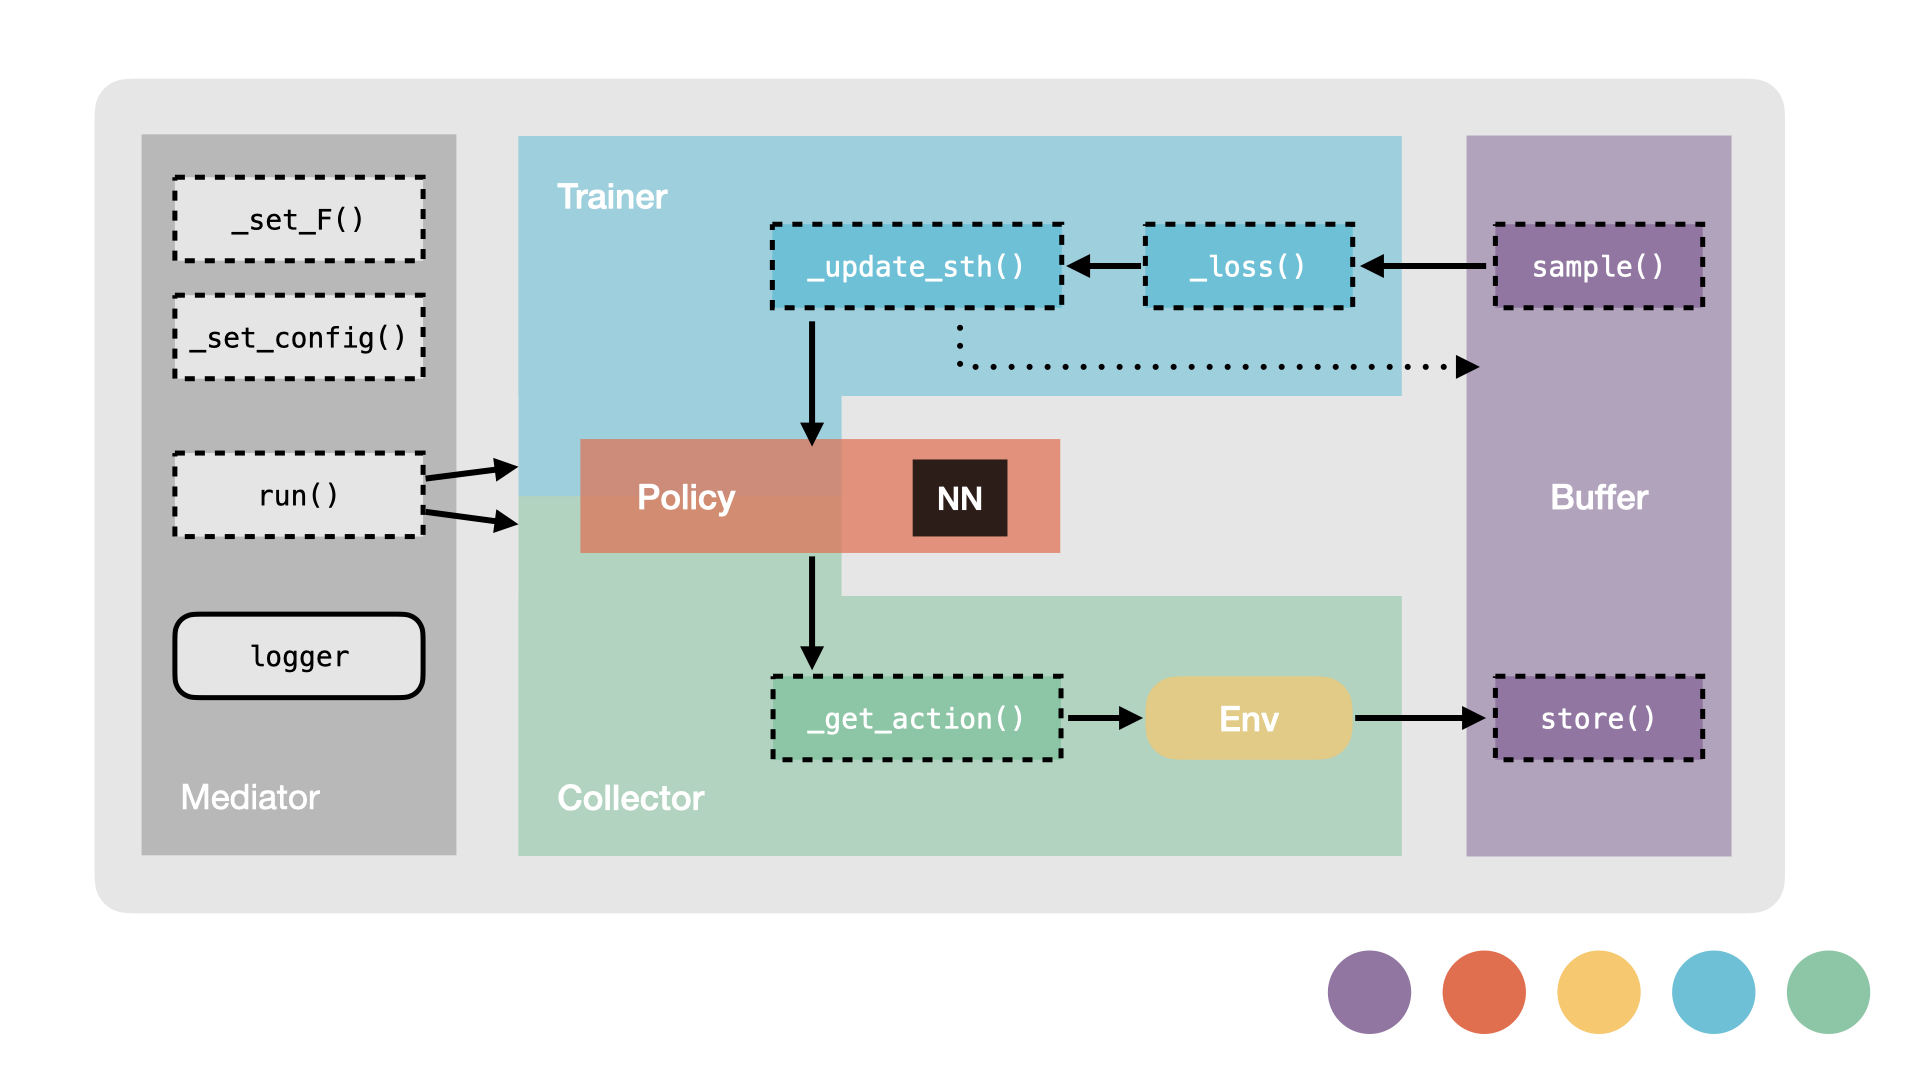 _set_F()
_set_config()
run()
logger
Mediator
Trainer
_update_sth()
_loss()
sample()
Policy
NN
Buffer
_get_action()
Env
store()
Collector